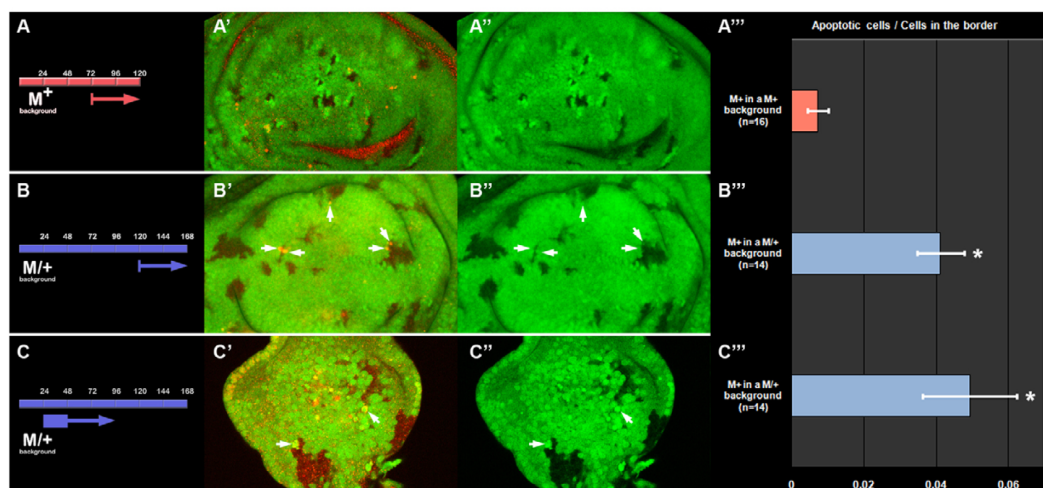 A
24 48 72 96 120
M+
background
A'
A''
A'''
Apoptotic cells / Cells in the border
M+ in a M+
background
(n=16)
B
24 48 72 96 120 144 168
M/+
background
B'
B''
B'''
M+ in a M/+
background
(n=14)
*
C
24 48 72 96 120 144 168
M/+
background
C'
C''
C'''
M+ in a M/+
background
(n=14)
*
0 0.02 0.04 0.06